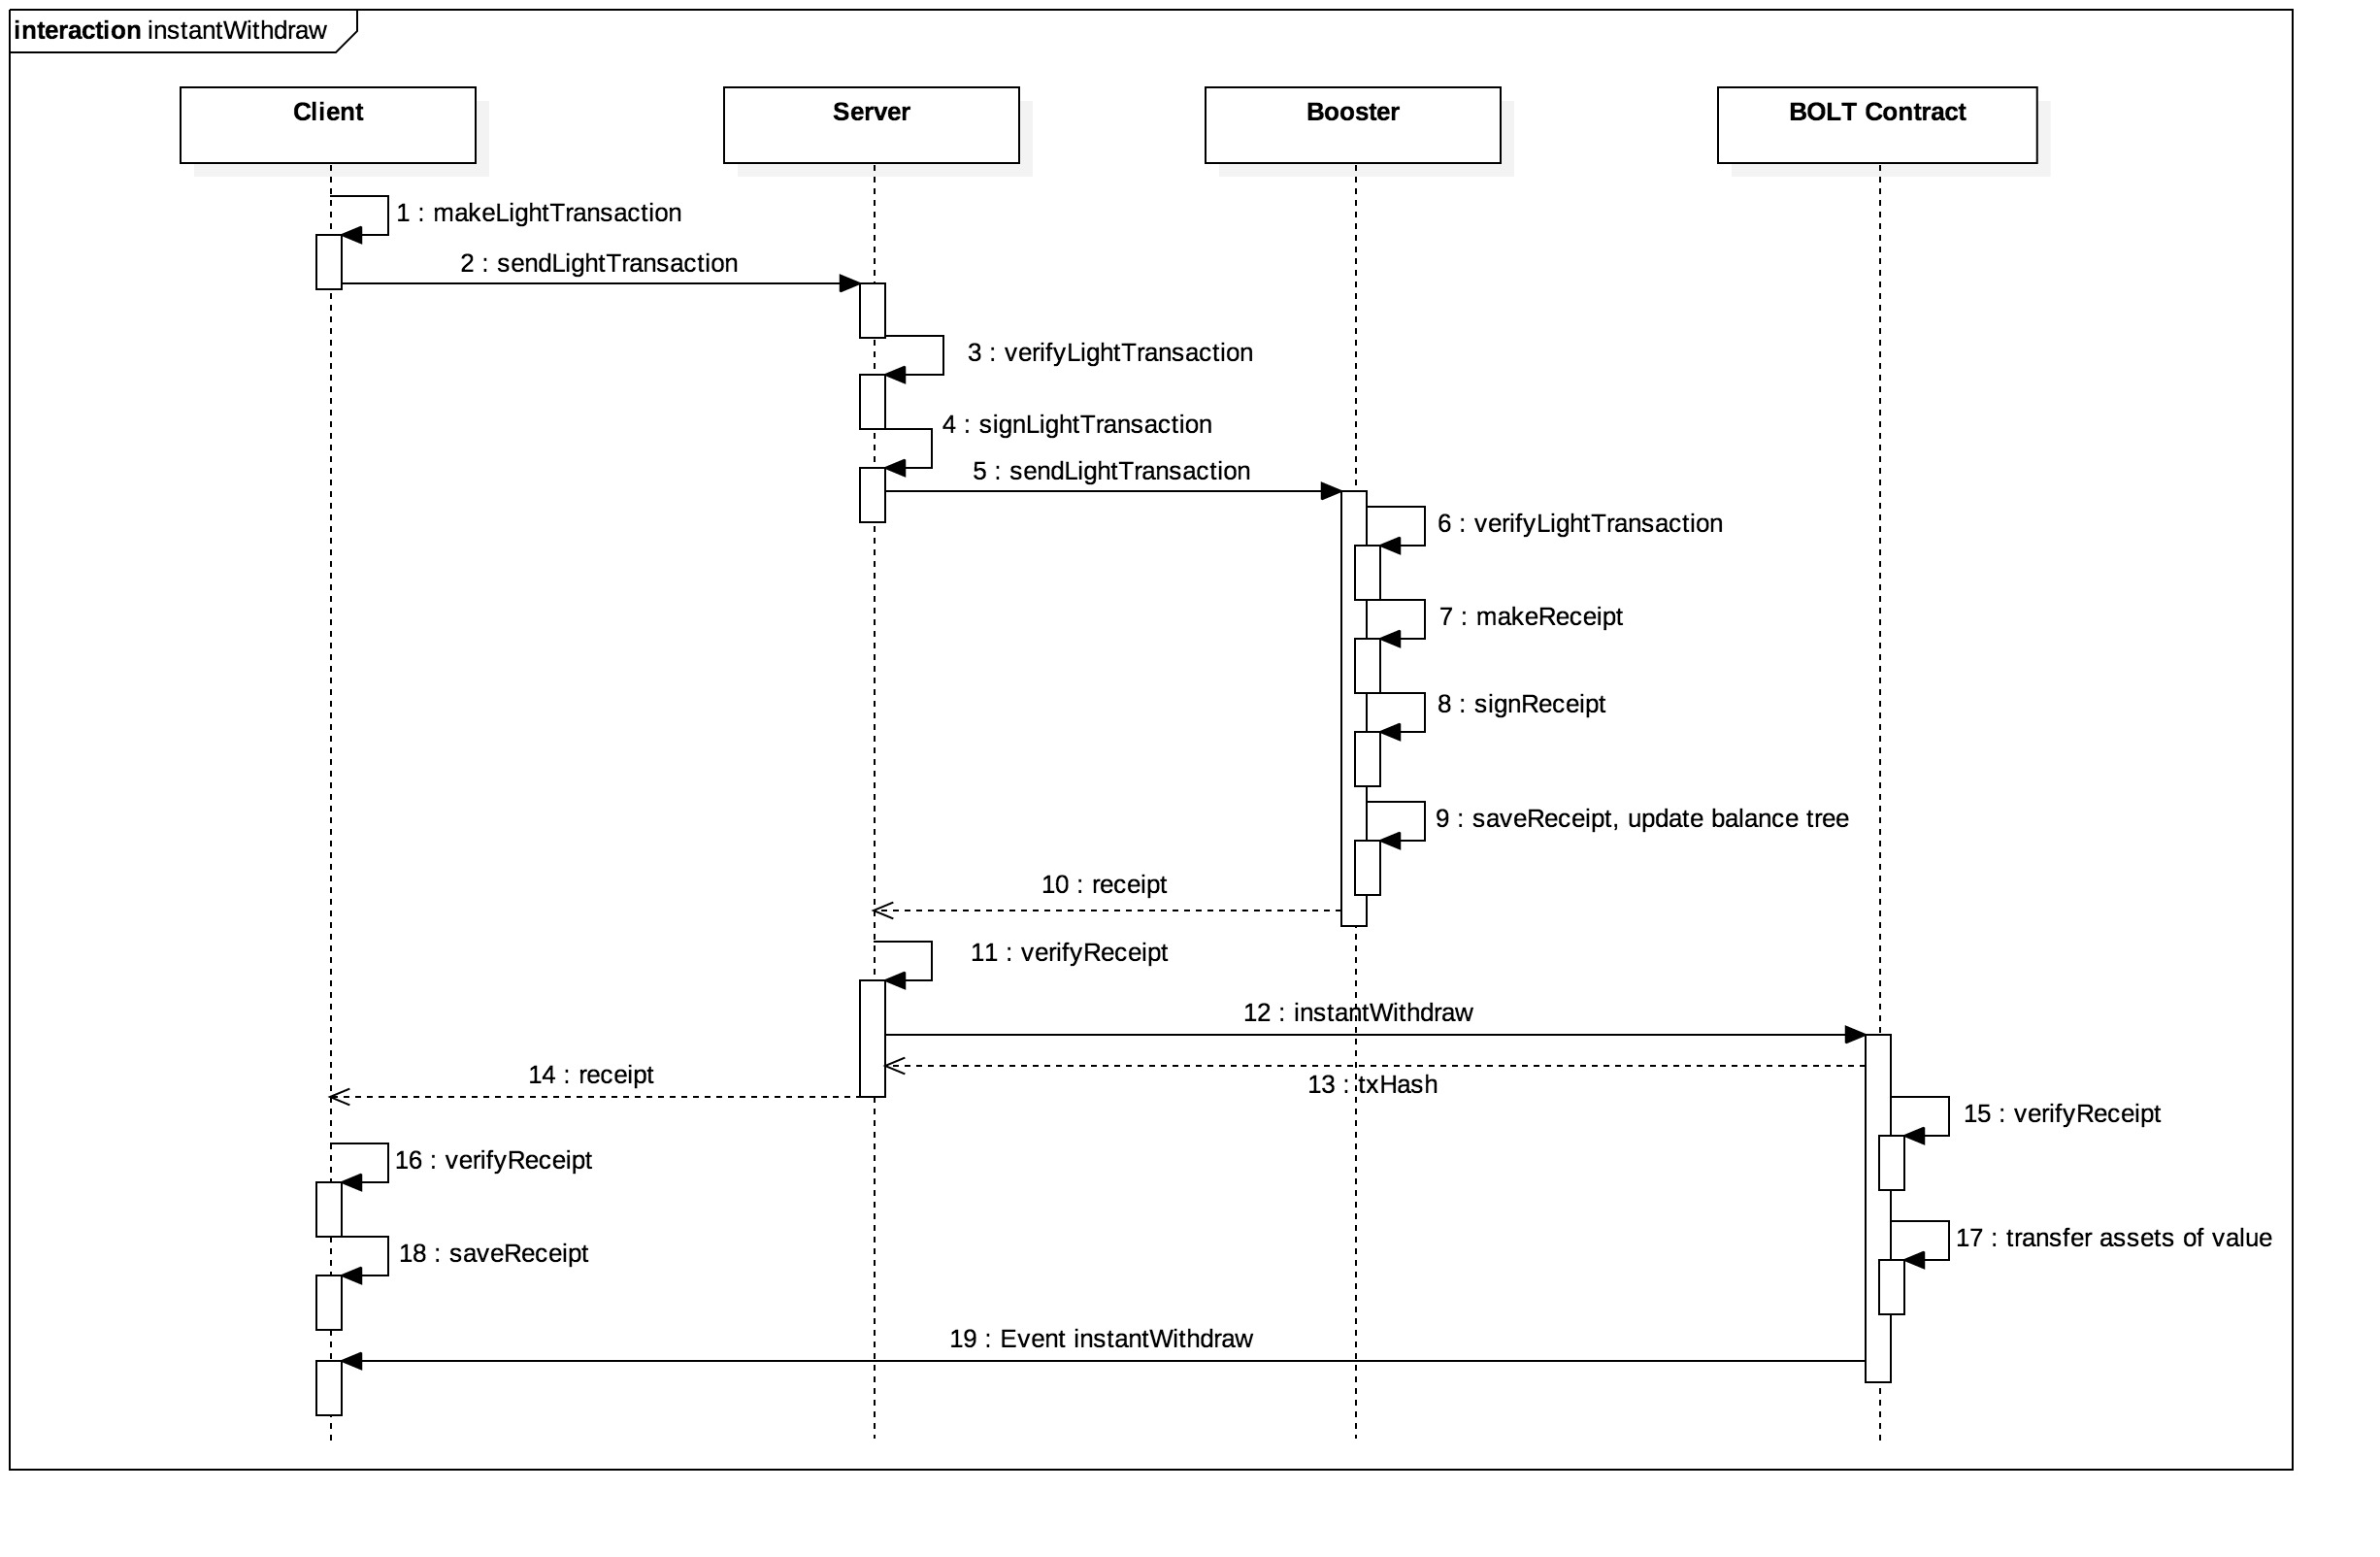 interaction instantWithdraw
Client
Server
Booster
BOLT Contract
1 : makeLightTransaction
2 : sendLightTransaction
3 : verifyLightTransaction
4 : signLightTransaction
5 : sendLightTransaction
6 : verifyLightTransaction
7 : makeReceipt
8 : signReceipt
9 : saveReceipt, update balance tree
10 : receipt
11 : verifyReceipt
12 : instantWithdraw
13 : txHash
14 : receipt
15 : verifyReceipt
16 : verifyReceipt
17 : transfer assets of value
18 : saveReceipt
19 : Event instantWithdraw